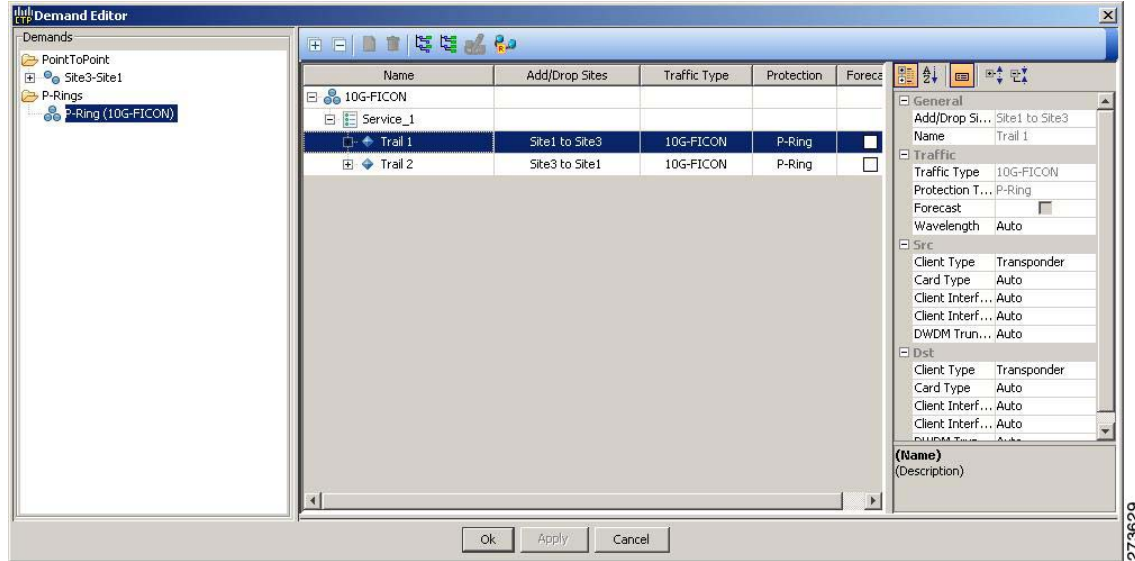 CTP Demand Editor
Demands
PointToPoint
Site3-Site1
P-Rings
P-Ring (10G-FICON)
Name Add/Drop Sites Traffic Type Protection Foreca
10G-FICON
Service_1
Trail 1 Site1 to Site3 10G-FICON P-Ring
Trail 2 Site3 to Site1 10G-FICON P-Ring
General
Add/Drop Si... Site1 to Site3
Name Trail 1
Traffic
Traffic Type 10G-FICON
Protection T... P-Ring
Forecast
Wavelength Auto
Src
Client Type Transponder
Card Type Auto
Client Interf... Auto
Client Interf... Auto
DWDM Trun... Auto
Dst
Client Type Transponder
Card Type Auto
Client Interf... Auto
Client Interf... Auto
DWDM Trun... Auto
(Name)
(Description)
Ok Apply Cancel
273629